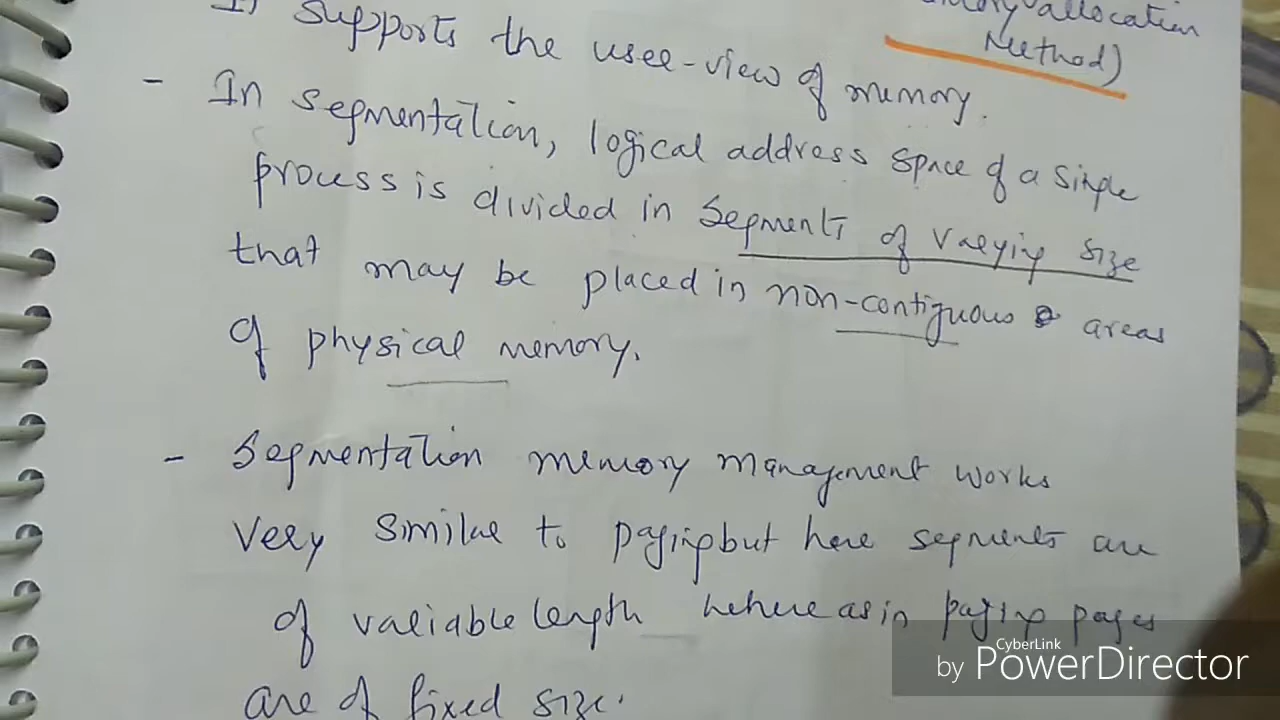 allocation
Method)
It supports the user-view of memory.
- In segmentation, logical address space of a single
process is divided in segments of varying size
that may be placed in non-contiguous areas
of physical memory.
- Segmentation memory management works
very similar to paging but here segments are
of variable length where as in paging pages
are of fixed size.
CyberLink
by PowerDirector